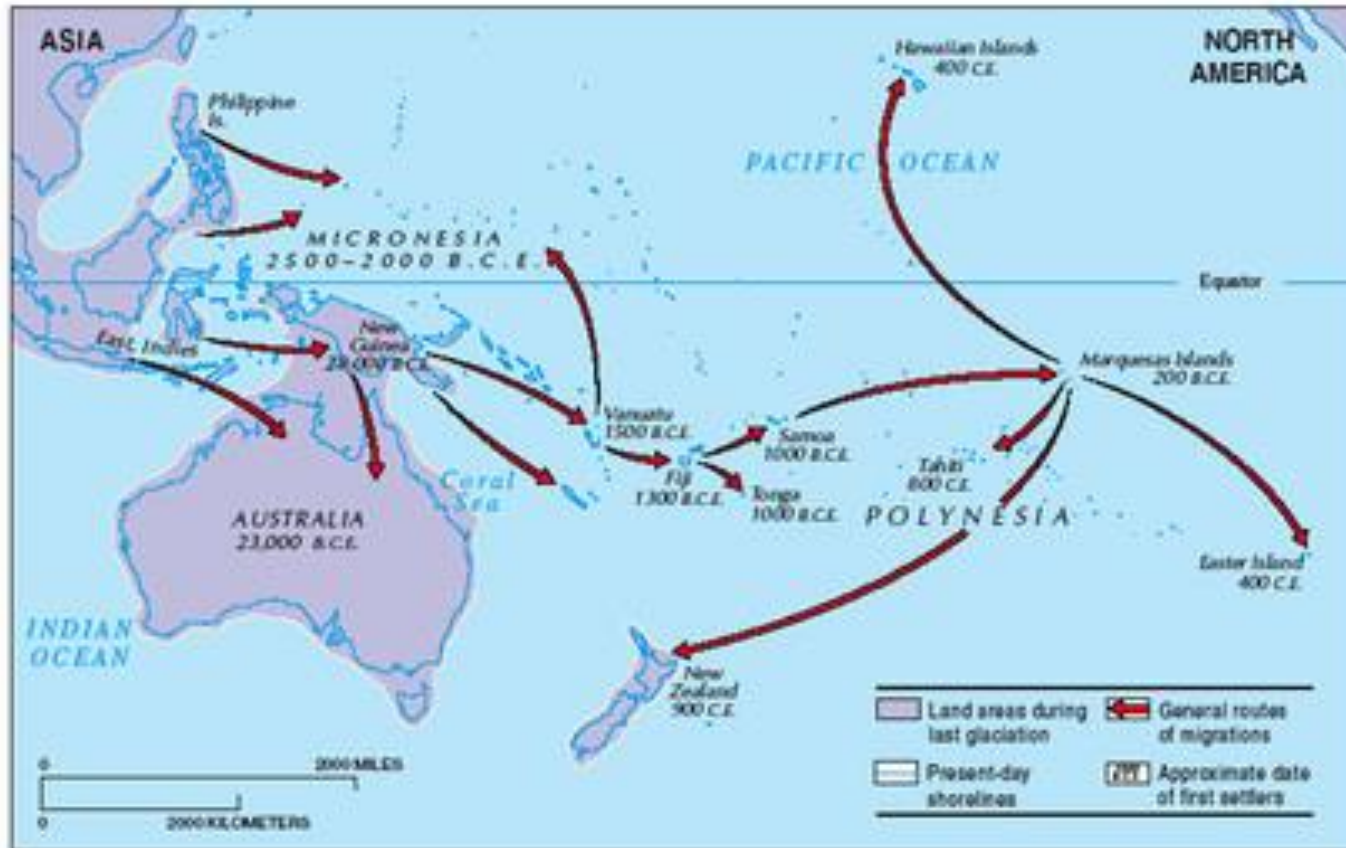 ASIA
Philippine
Is.
Hawaiian Islands
400 C.E.
NORTH
AMERICA
PACIFIC OCEAN
MICRONESIA
2500–2000 B.C.E.
Equator
East Indies
New
Guinea
B.C.E.
Marquesas Islands
200 B.C.E.
Vanuatu
1500 B.C.E.
Samoa
1000 B.C.E.
Fiji
1300 B.C.E.
Tonga
1000 B.C.E.
Tahiti
C.E.
Coral
Sea
POLYNESIA
AUSTRALIA
23,000 B.C.E.
Easter Island
400 C.E.
INDIAN
OCEAN
New
Zealand
900 C.E.
Land areas during
last glaciation
General routes
of migrations
Present-day
shorelines
Approximate date
of first settlers
0
2000 MILES
0
2000 KILOMETERS